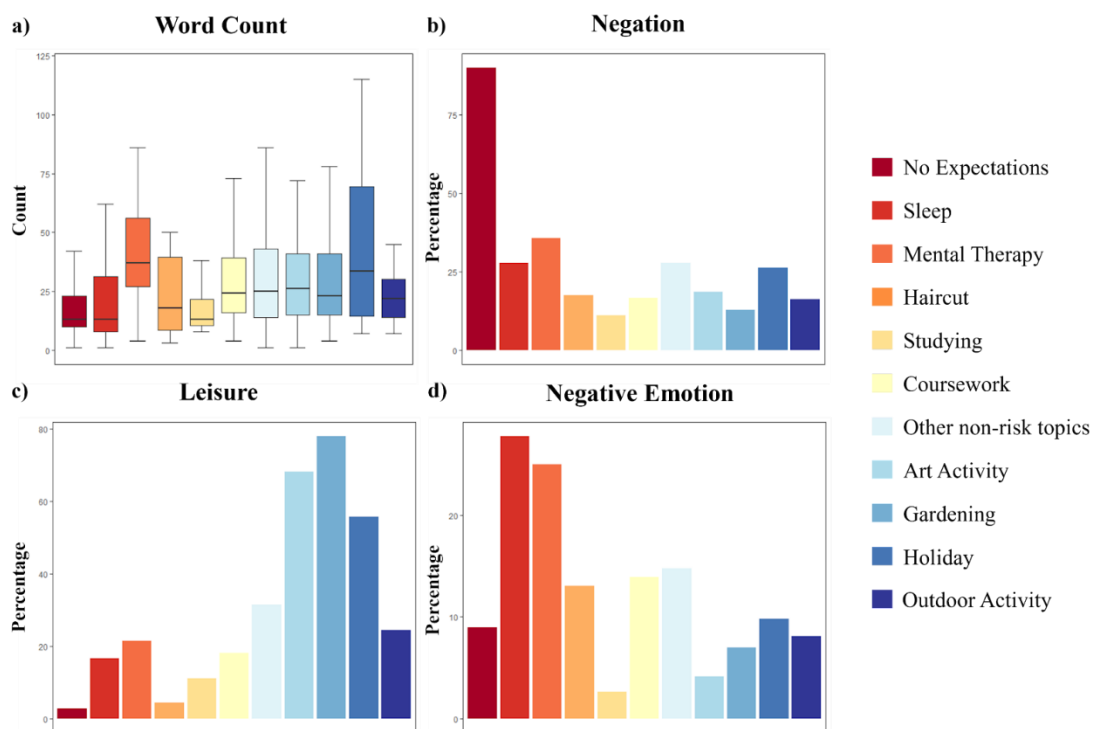 a) Word Count
Count
125
100
75
50
25
0
b) Negation
Percentage
75
50
25
0
c) Leisure
Percentage
80
60
40
20
0
d) Negative Emotion
Percentage
20
10
0
No Expectations
Sleep
Mental Therapy
Haircut
Studying
Coursework
Other non-risk topics
Art Activity
Gardening
Holiday
Outdoor Activity